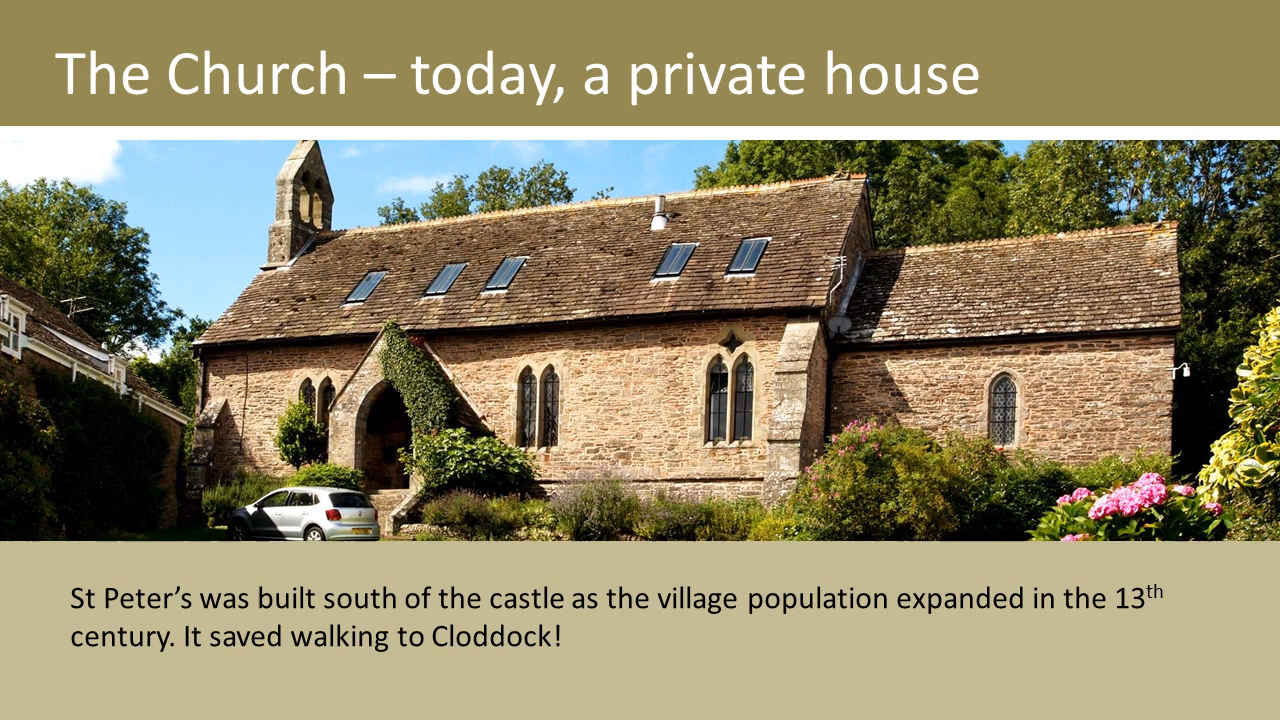 The Church – today, a private house
St Peter’s was built south of the castle as the village population expanded in the 13th
century. It saved walking to Cloddock!